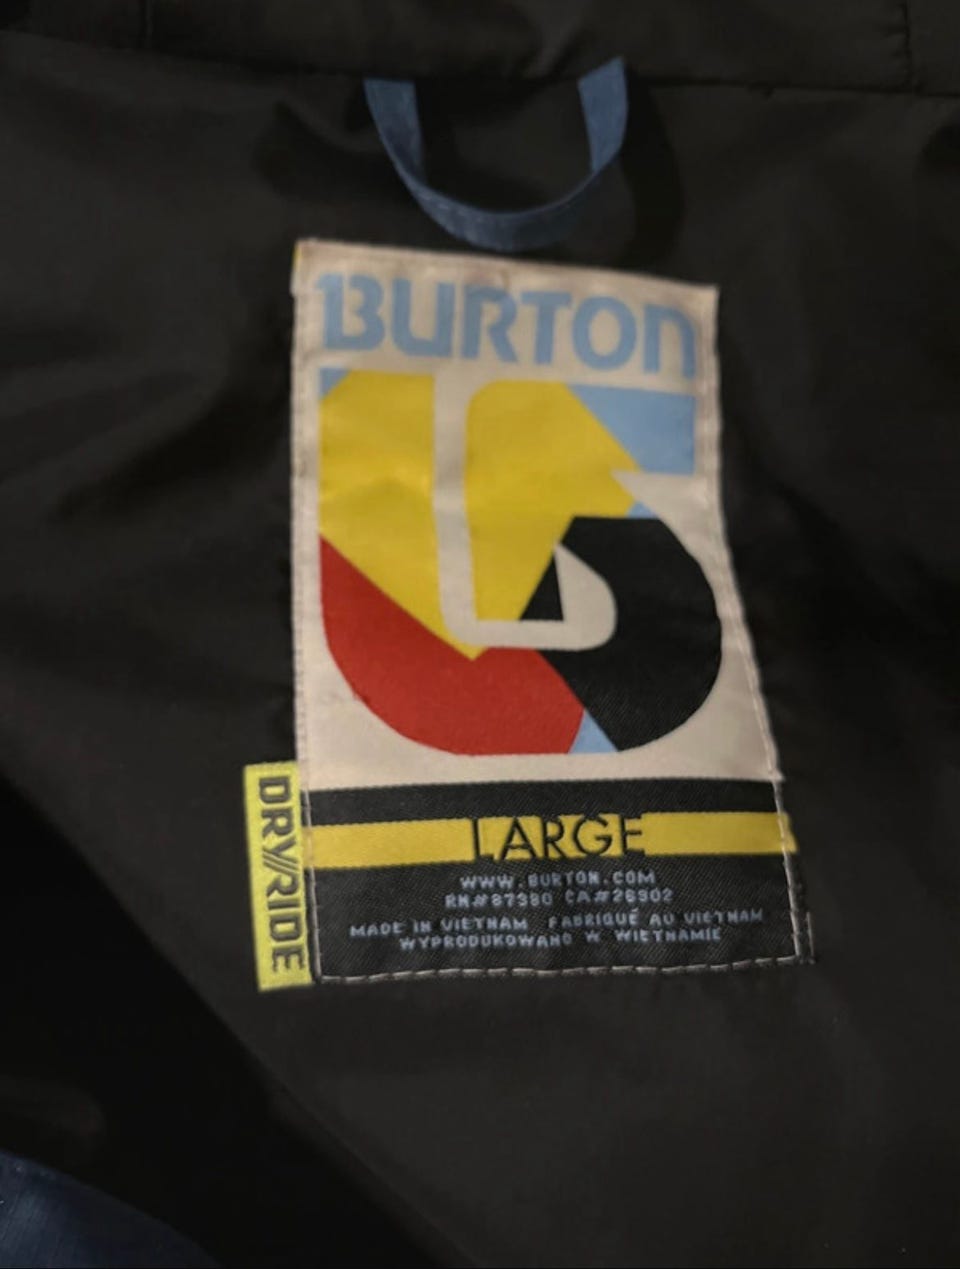 BURTON
LARGE
WWW.BURTON.COM
RN#87380 CA#26902
MADE IN VIETNAM FABRIQUÉ AU VIETNAM
WYPRODUKOWANO W WIETNAMIE
DRY//RIDE